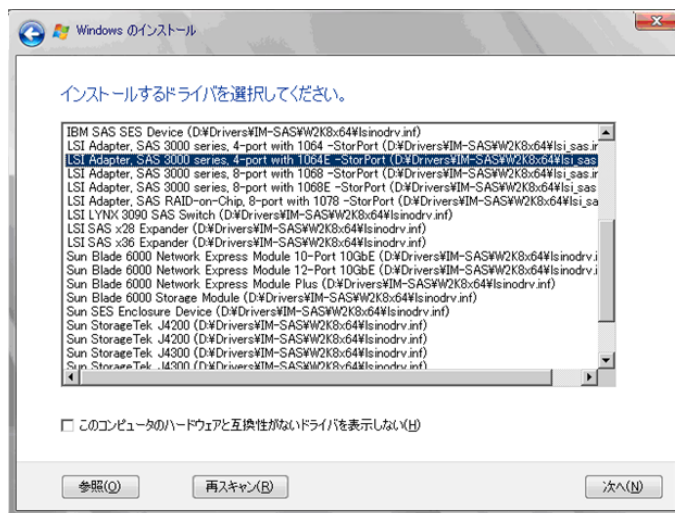 Windows のインストール
インストールするドライバを選択してください。
IBM SAS SES Device (D:¥Drivers¥IM-SAS¥W2K8x64¥lsinodrv.inf)
LSI Adapter, SAS 3000 series, 4-port with 1064 -StorPort (D:¥Drivers¥IM-SAS¥W2K8x64¥lsi_sas.ir
LSI Adapter, SAS 3000 series, 4-port with 1064E -StorPort (D:¥Drivers¥IM-SAS¥W2K8x64¥lsi_sas
LSI Adapter, SAS 3000 series, 8-port with 1068 -StorPort (D:¥Drivers¥IM-SAS¥W2K8x64¥lsi_sas.ir
LSI Adapter, SAS 3000 series, 8-port with 1068E -StorPort (D:¥Drivers¥IM-SAS¥W2K8x64¥lsi_sas
LSI Adapter, SAS RAID-on-Chip, 8-port with 1078 -StorPort (D:¥Drivers¥IM-SAS¥W2K8x64¥lsi_sa
LSI LYNX 3090 SAS Switch (D:¥Drivers¥IM-SAS¥W2K8x64¥lsinodrv.inf)
LSI SAS x28 Expander (D:¥Drivers¥IM-SAS¥W2K8x64¥lsinodrv.inf)
LSI SAS x36 Expander (D:¥Drivers¥IM-SAS¥W2K8x64¥lsinodrv.inf)
Sun Blade 6000 Network Express Module 10-Port 10GbE (D:¥Drivers¥IM-SAS¥W2K8x64¥lsinodrv.i
Sun Blade 6000 Network Express Module 12-Port 10GbE (D:¥Drivers¥IM-SAS¥W2K8x64¥lsinodrv.i
Sun Blade 6000 Network Express Module Plus (D:¥Drivers¥IM-SAS¥W2K8x64¥lsinodrv.inf)
Sun Blade 6000 Storage Module (D:¥Drivers¥IM-SAS¥W2K8x64¥lsinodrv.inf)
Sun SES Enclosure Device (D:¥Drivers¥IM-SAS¥W2K8x64¥lsinodrv.inf)
Sun StorageTek J4200 (D:¥Drivers¥IM-SAS¥W2K8x64¥lsinodrv.inf)
Sun StorageTek J4200 (D:¥Drivers¥IM-SAS¥W2K8x64¥lsinodrv.inf)
Sun StorageTek J4300 (D:¥Drivers¥IM-SAS¥W2K8x64¥lsinodrv.inf)
Sun StorageTek J4300 (D:¥Drivers¥IM-SAS¥W2K8x64¥lsinodrv.inf)
このコンピュータのハードウェアと互換性がないドライバを表示しない(H)
参照(O) 再スキャン(R) 次へ(N)